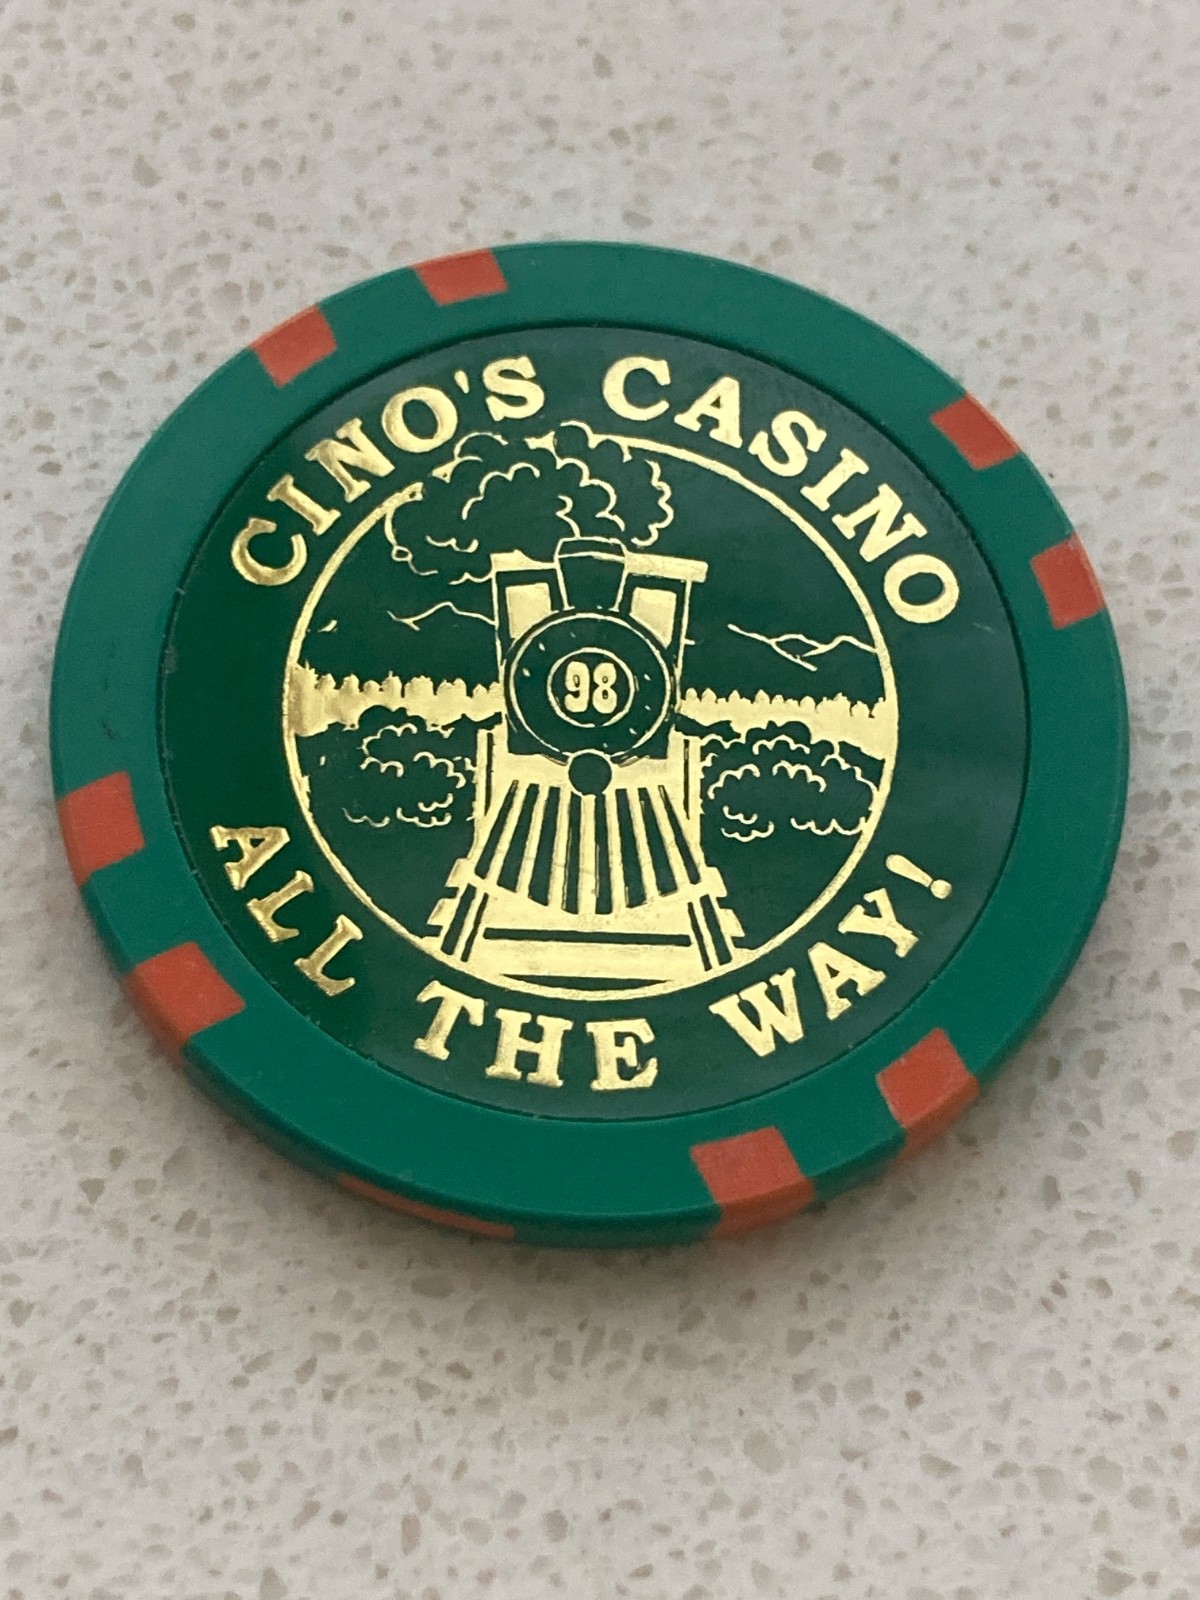 CINO'S CASINO
98
ALL THE WAY!